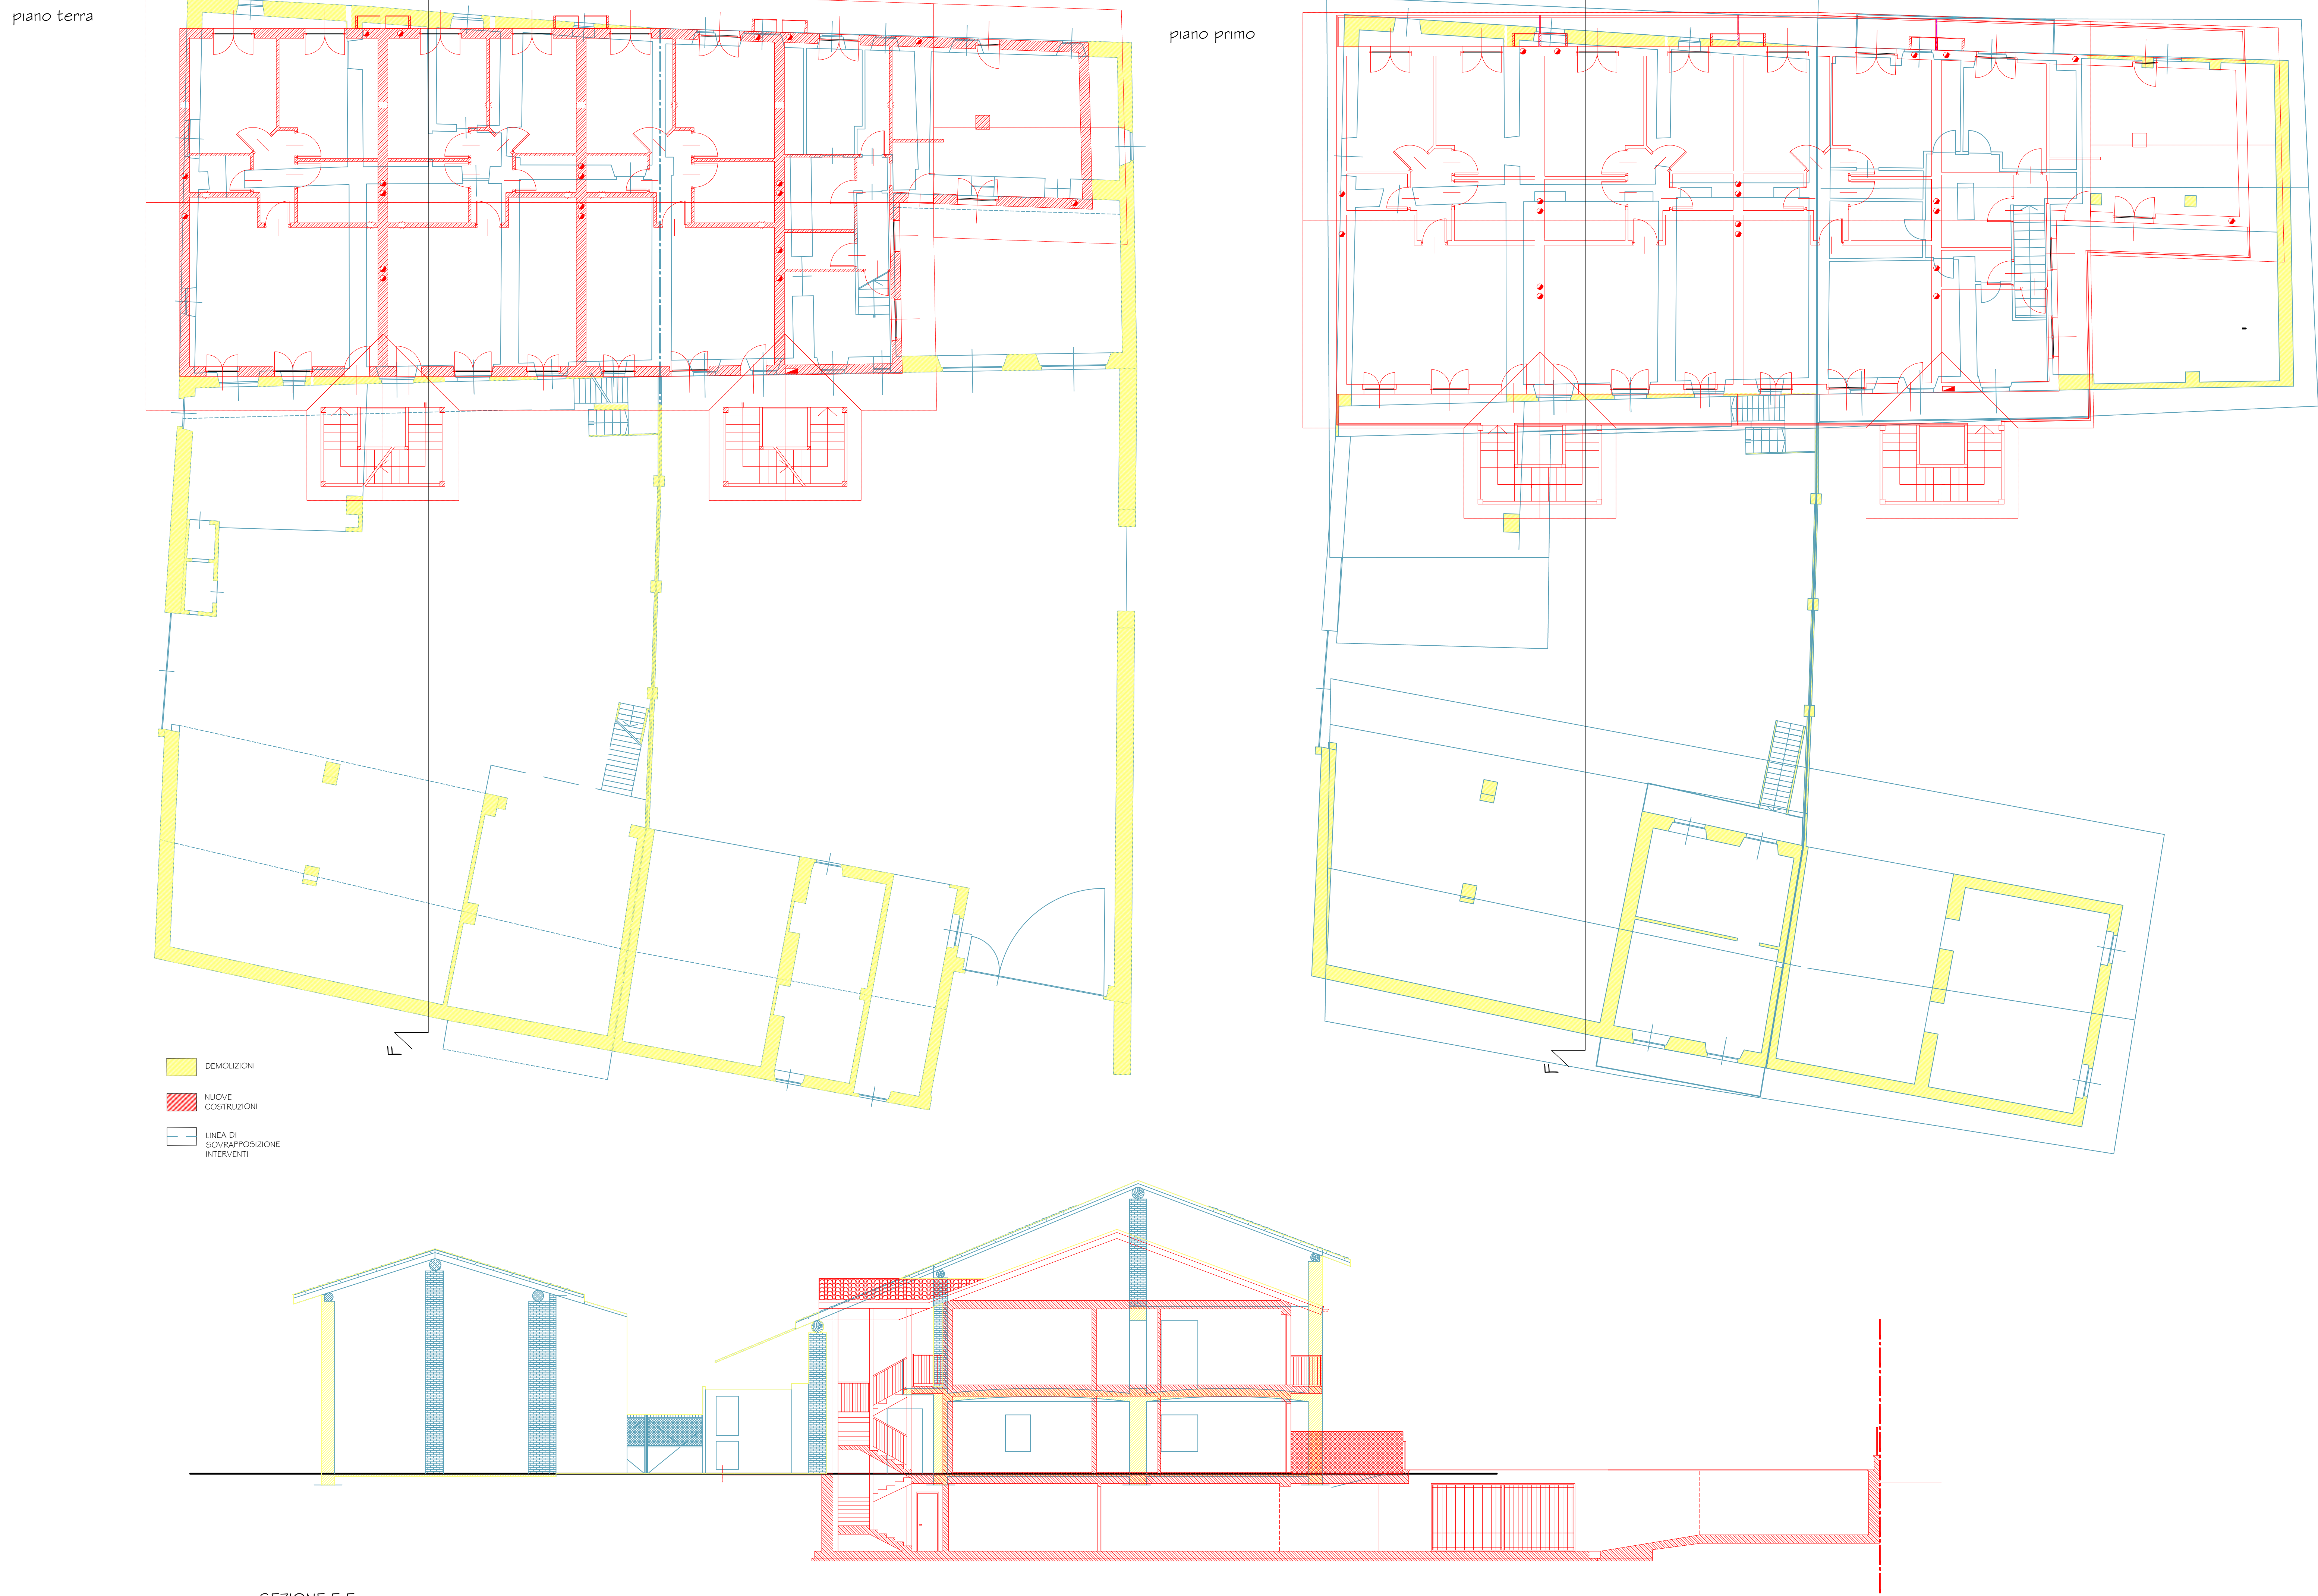 piano terra
piano primo
F
F
DEMOLIZIONI
NUOVE
COSTRUZIONI
LINEA DI
SOVRAPPOSIZIONE
INTERVENTI